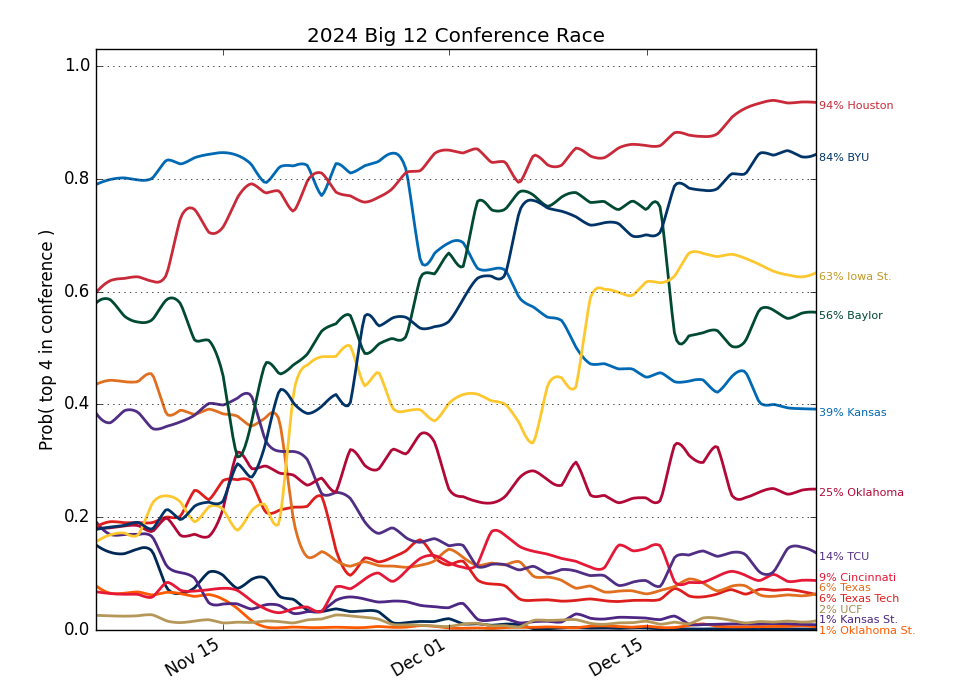 2024 Big 12 Conference Race
Prob( top 4 in conference )
1.0
0.8
0.6
0.4
0.2
0.0
Nov 15
Dec 01
Dec 15
94% Houston
84% BYU
63% Iowa St.
56% Baylor
39% Kansas
25% Oklahoma
14% TCU
9% Cincinnati
6% Texas
6% Texas Tech
2% UCF
1% Kansas St.
1% Oklahoma St.